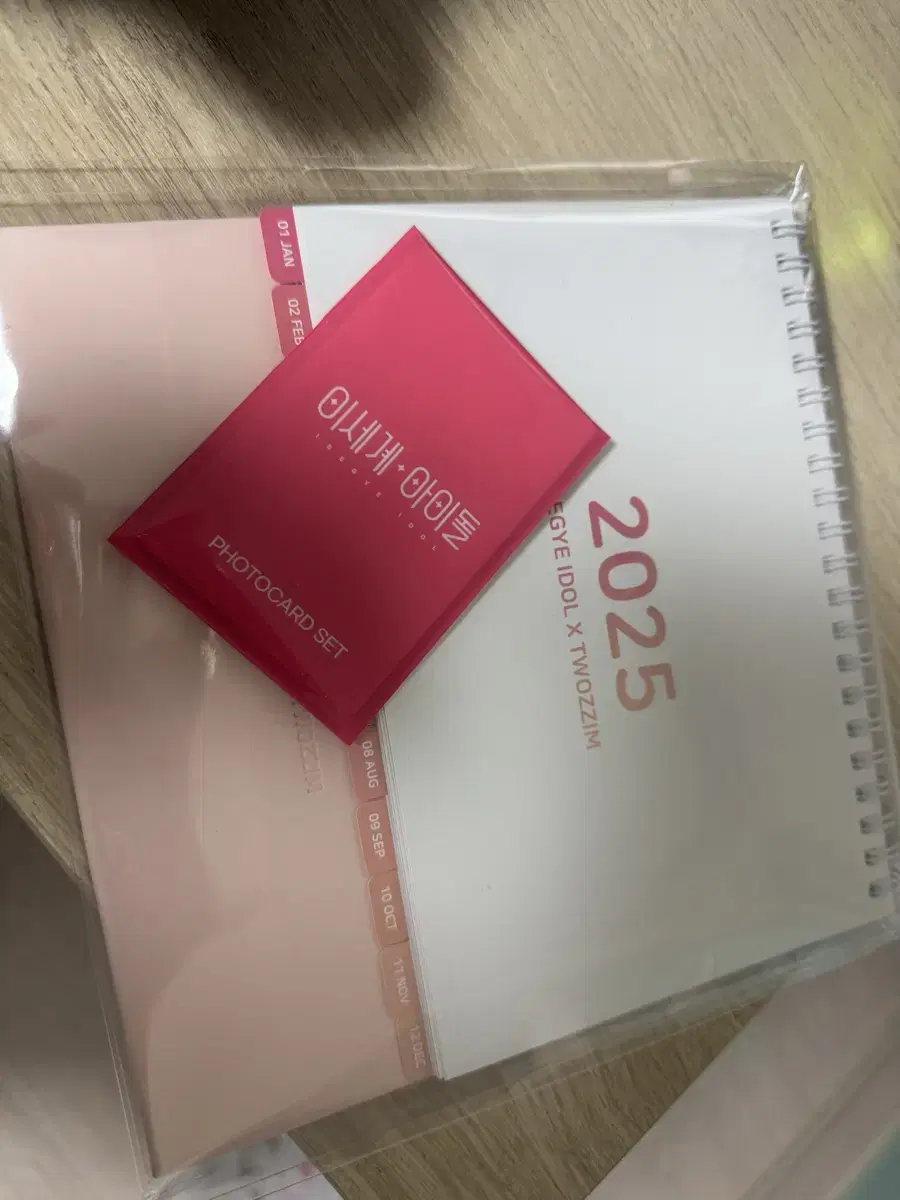 이세계·아이돌
ISEGYE IDOL
PHOTOCARD SET
2025
EGYE IDOL X TWOZZIM
01 JAN
02 FEB
08 AUG
09 SEP
10 OCT
11 NOV
12 DEC